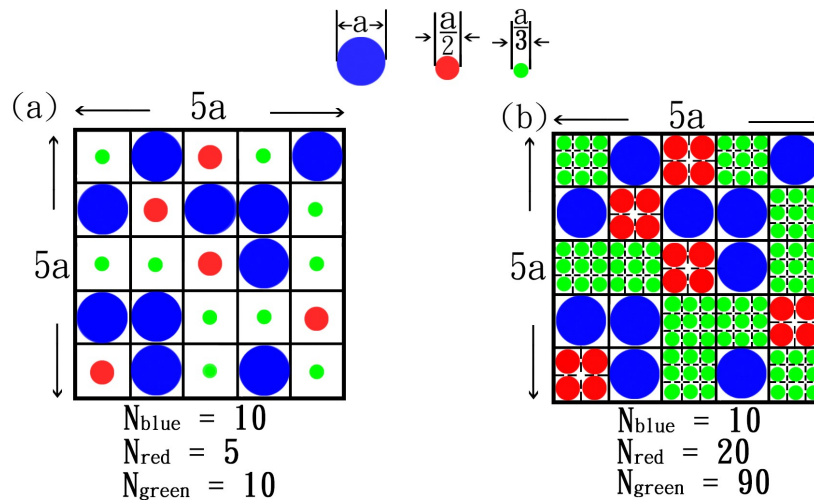 a a/2 a/3
(a) 5a
5a
N_blue = 10
N_red = 5
N_green = 10
(b) 5a
5a
N_blue = 10
N_red = 20
N_green = 90